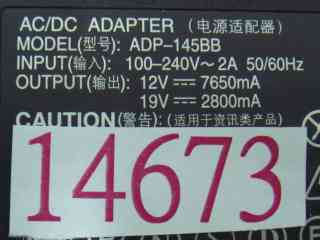 AC/DC ADAPTER (电源适配器)
MODEL(型号): ADP-145BB
INPUT(输入): 100-240V~2A 50/60Hz
OUTPUT(输出): 12V⎓7650mA
19V⎓2800mA
CAUTION(警告): (适用于资讯类产品)
14673